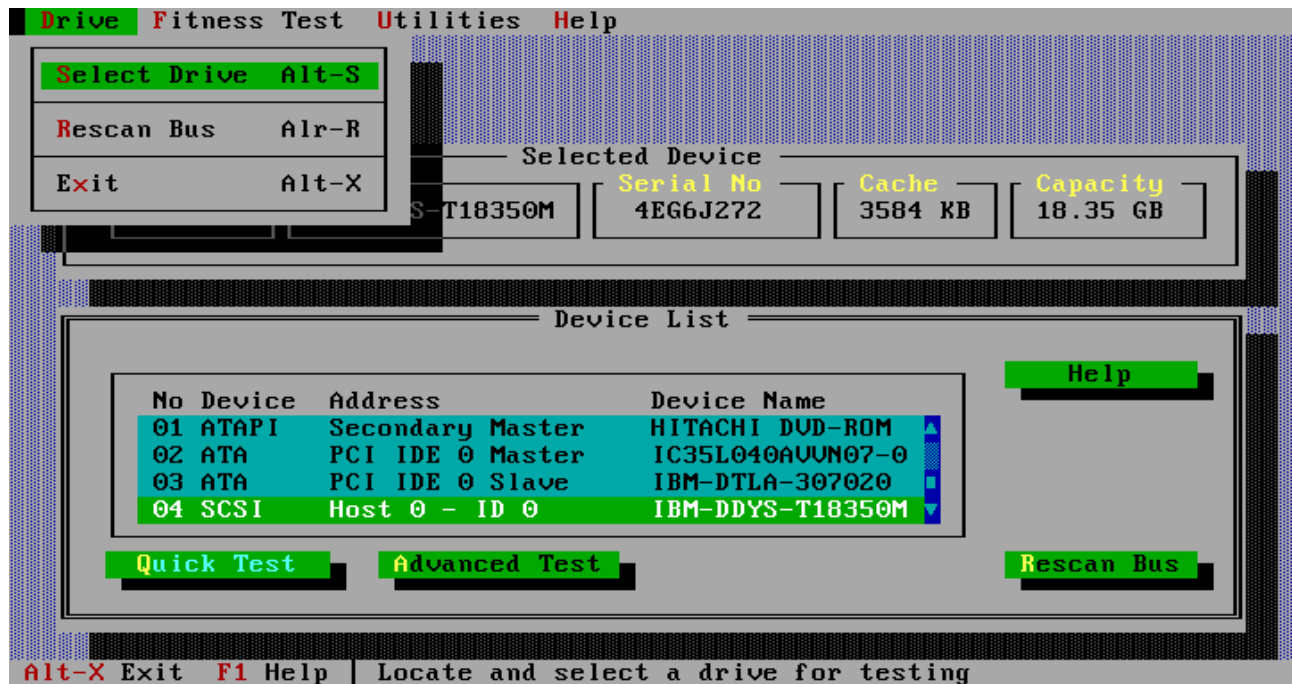 Drive Fitness Test Utilities Help
Select Drive Alt-S
Rescan Bus Alr-R
Exit Alt-X
Selected Device
Serial No Cache Capacity
S-T18350M 4EG6J272 3584 KB 18.35 GB
Device List
Help
No Device Address Device Name
01 ATAPI Secondary Master HITACHI DVD-ROM
02 ATA PCI IDE 0 Master IC35L040AVVN07-0
03 ATA PCI IDE 0 Slave IBM-DTLA-307020
04 SCSI Host 0 - ID 0 IBM-DDYS-T18350M
Quick Test Advanced Test Rescan Bus
Alt-X Exit F1 Help Locate and select a drive for testing